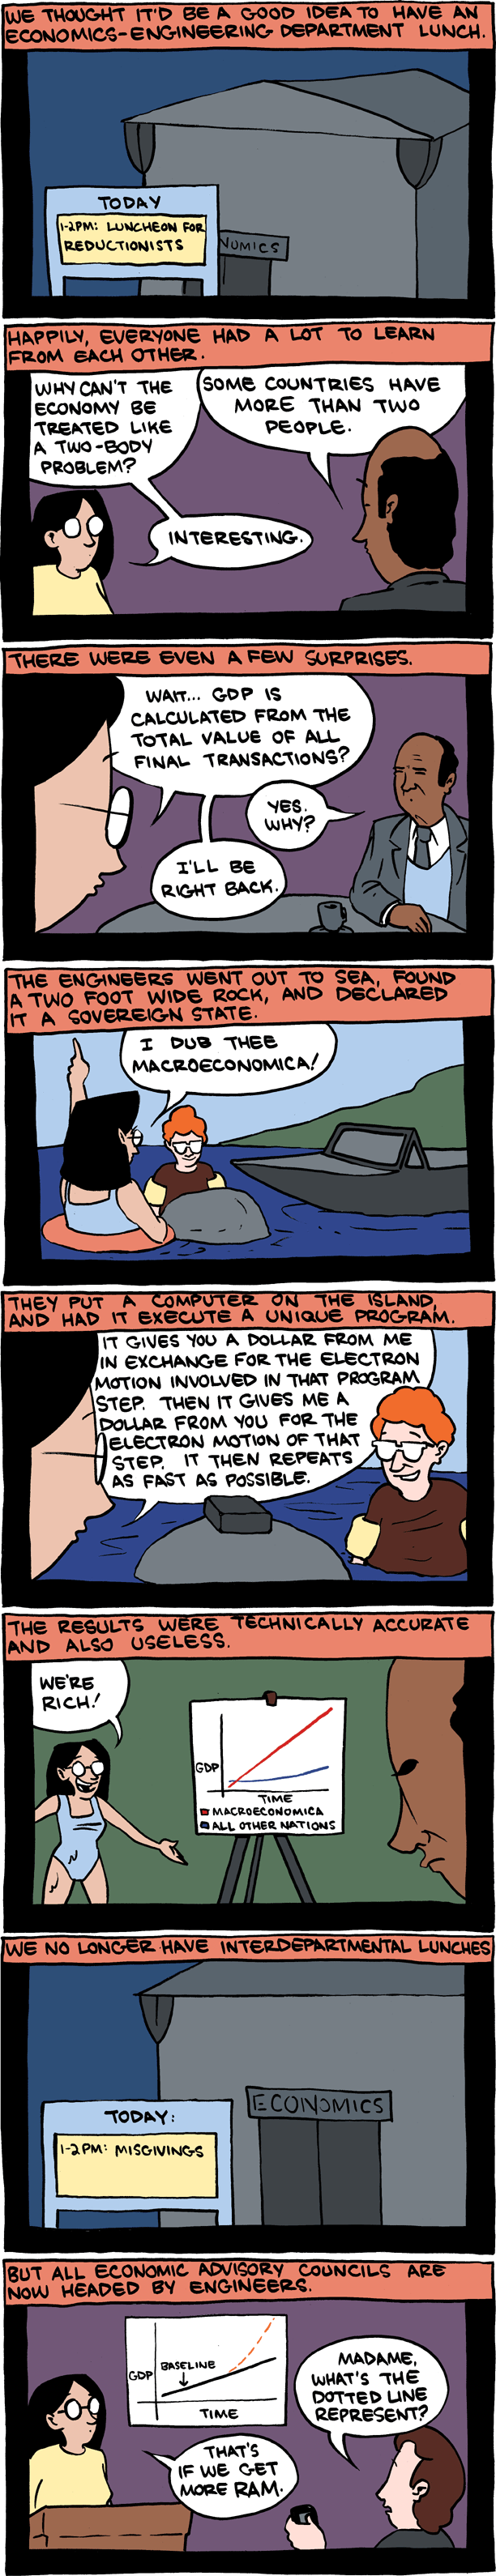 WE THOUGHT IT'D BE A GOOD IDEA TO HAVE AN
ECONOMICS-ENGINEERING DEPARTMENT LUNCH.
TODAY
1-2PM: LUNCHEON FOR
REDUCTIONISTS
NOMICS
HAPPILY, EVERYONE HAD A LOT TO LEARN
FROM EACH OTHER.
WHY CAN'T THE
ECONOMY BE
TREATED LIKE
A TWO-BODY
PROBLEM?
SOME COUNTRIES HAVE
MORE THAN TWO
PEOPLE.
INTERESTING.
THERE WERE EVEN A FEW SURPRISES.
WAIT... GDP IS
CALCULATED FROM THE
TOTAL VALUE OF ALL
FINAL TRANSACTIONS?
YES.
WHY?
I'LL BE
RIGHT BACK.
THE ENGINEERS WENT OUT TO SEA, FOUND
A TWO FOOT WIDE ROCK, AND DECLARED
IT A SOVEREIGN STATE.
I DUB THEE
MACROECONOMICA!
THEY PUT A COMPUTER ON THE ISLAND,
AND HAD IT EXECUTE A UNIQUE PROGRAM.
IT GIVES YOU A DOLLAR FROM ME
IN EXCHANGE FOR THE ELECTRON
MOTION INVOLVED IN THAT PROGRAM
STEP. THEN IT GIVES ME A
DOLLAR FROM YOU FOR THE
ELECTRON MOTION OF THAT
STEP. IT THEN REPEATS
AS FAST AS POSSIBLE.
THE RESULTS WERE TECHNICALLY ACCURATE
AND ALSO USELESS.
WE'RE
RICH!
GDP
TIME
MACROECONOMICA
ALL OTHER NATIONS
WE NO LONGER HAVE INTERDEPARTMENTAL LUNCHES
ECONOMICS
TODAY:
1-2PM: MISGIVINGS
BUT ALL ECONOMIC ADVISORY COUNCILS ARE
NOW HEADED BY ENGINEERS.
GDP
BASELINE
TIME
MADAME,
WHAT'S THE
DOTTED LINE
REPRESENT?
THAT'S
IF WE GET
MORE RAM.